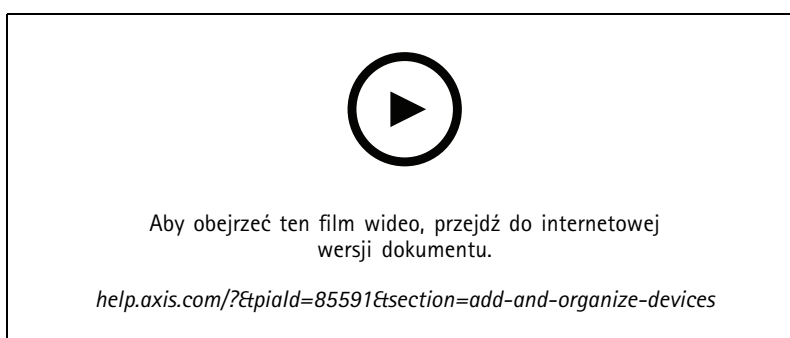 Aby obejrzeć ten film wideo, przejdź do internetowej
wersji dokumentu.
help.axis.com/?&piaId=85591&section=add-and-organize-devices